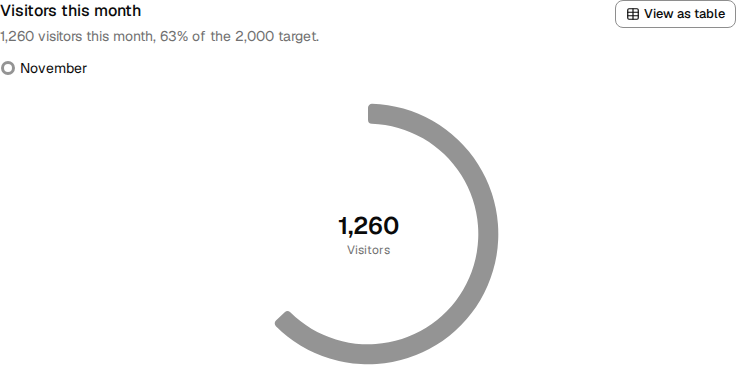 Visitors this month
View as table
1,260 visitors this month, 63% of the 2,000 target.
November
1,260
Visitors